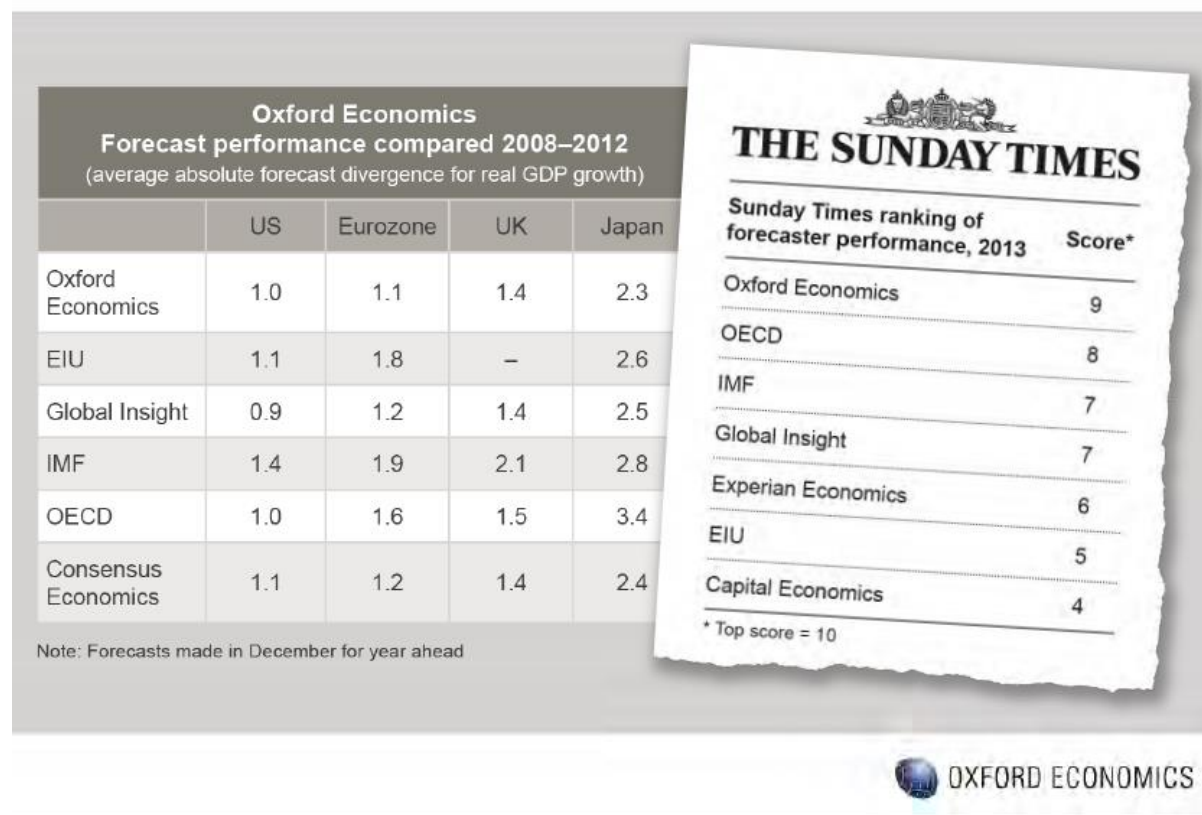 Oxford Economics
Forecast performance compared 2008–2012
(average absolute forecast divergence for real GDP growth)
US Eurozone UK Japan
Oxford
Economics 1.0 1.1 1.4 2.3
EIU 1.1 1.8 – 2.6
Global Insight 0.9 1.2 1.4 2.5
IMF 1.4 1.9 2.1 2.8
OECD 1.0 1.6 1.5 3.4
Consensus
Economics 1.1 1.2 1.4 2.4
Note: Forecasts made in December for year ahead
THE SUNDAY TIMES
Sunday Times ranking of
forecaster performance, 2013 Score*
Oxford Economics 9
OECD 8
IMF 7
Global Insight 7
Experian Economics 6
EIU 5
Capital Economics 4
* Top score = 10
OXFORD ECONOMICS